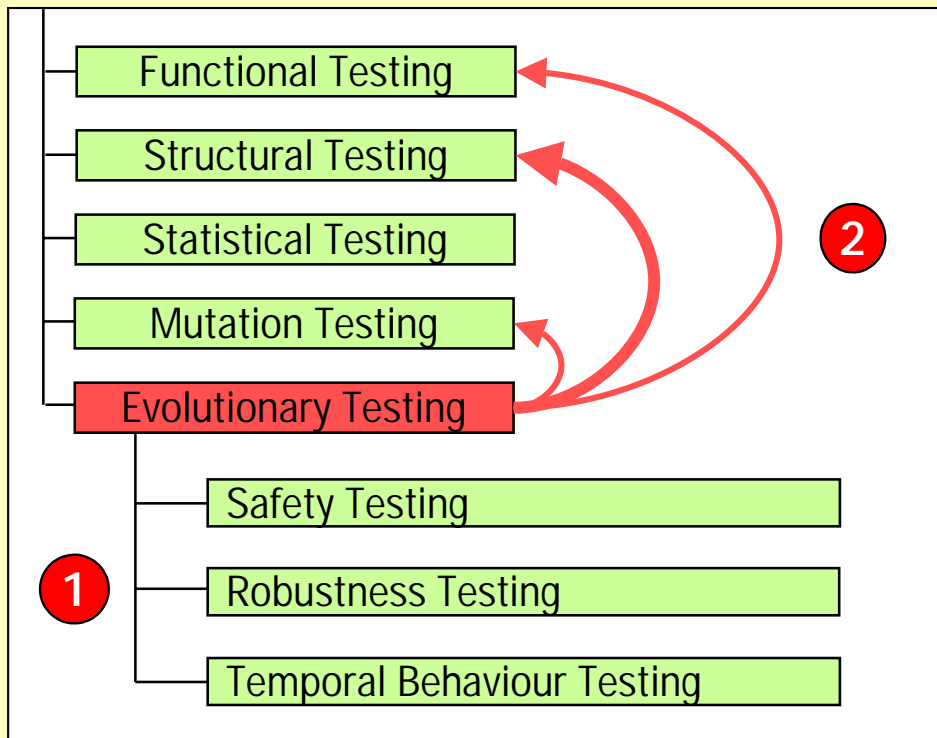 Functional Testing
Structural Testing
Statistical Testing
2
Mutation Testing
Evolutionary Testing
Safety Testing
1
Robustness Testing
Temporal Behaviour Testing